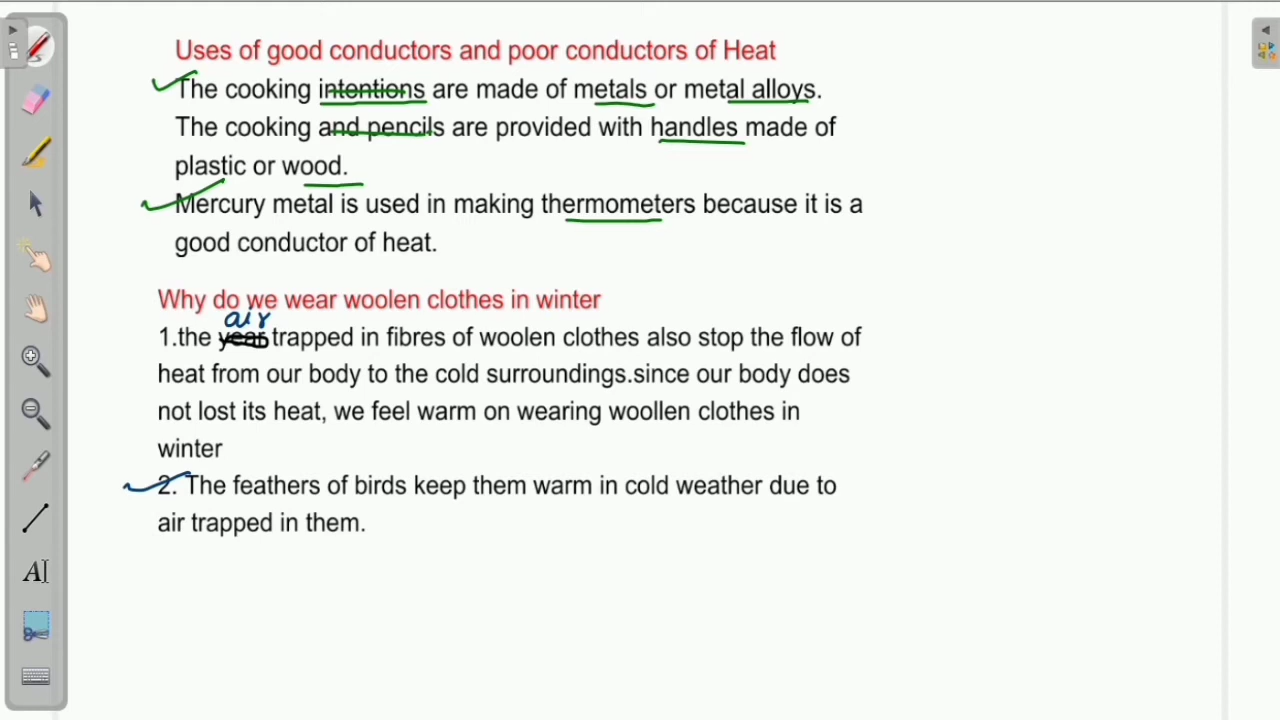 Uses of good conductors and poor conductors of Heat
The cooking intentions are made of metals or metal alloys.
The cooking and pencils are provided with handles made of
plastic or wood.
Mercury metal is used in making thermometers because it is a
good conductor of heat.
Why do we wear woolen clothes in winter
air
1.the year trapped in fibres of woolen clothes also stop the flow of
heat from our body to the cold surroundings.since our body does
not lost its heat, we feel warm on wearing woollen clothes in
winter
2. The feathers of birds keep them warm in cold weather due to
air trapped in them.
A